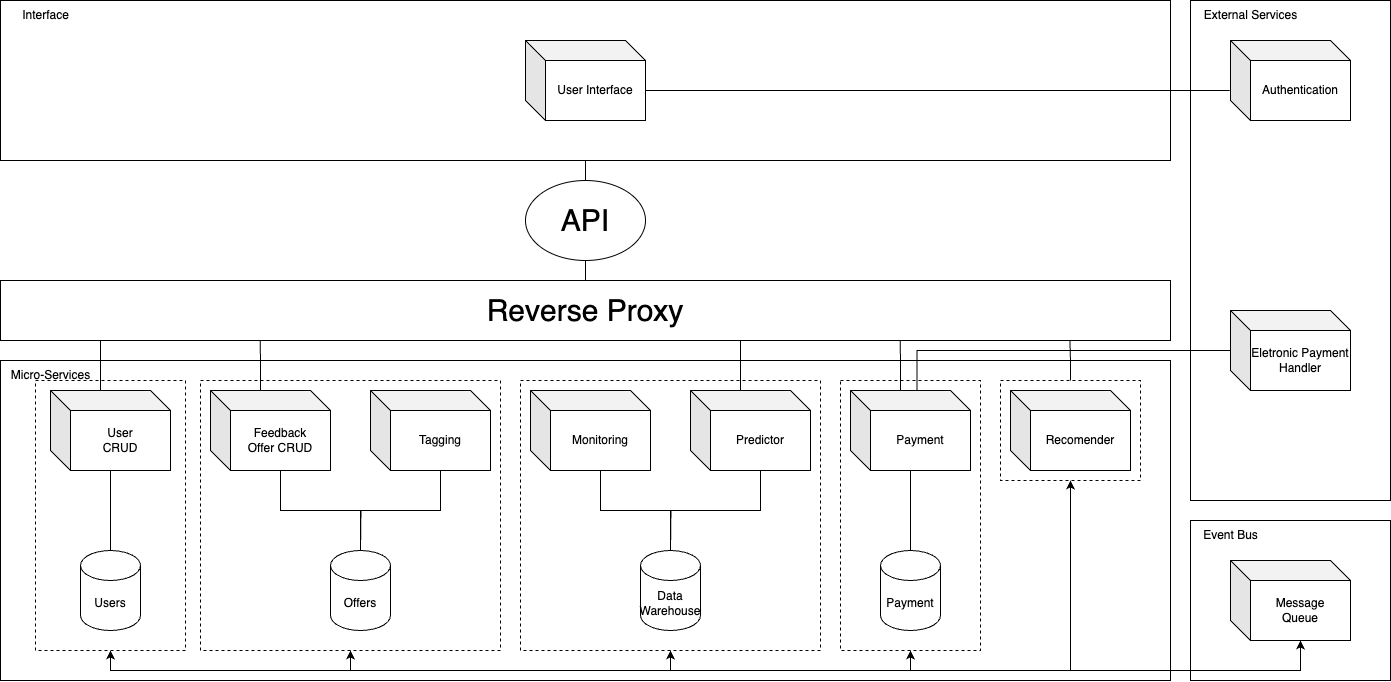 Interface
External Services
User Interface
Authentication
API
Reverse Proxy
Eletronic Payment
Handler
Micro-Services
User
CRUD
Feedback
Offer CRUD
Tagging
Monitoring
Predictor
Payment
Recomender
Event Bus
Users
Offers
Data
Warehouse
Payment
Message
Queue